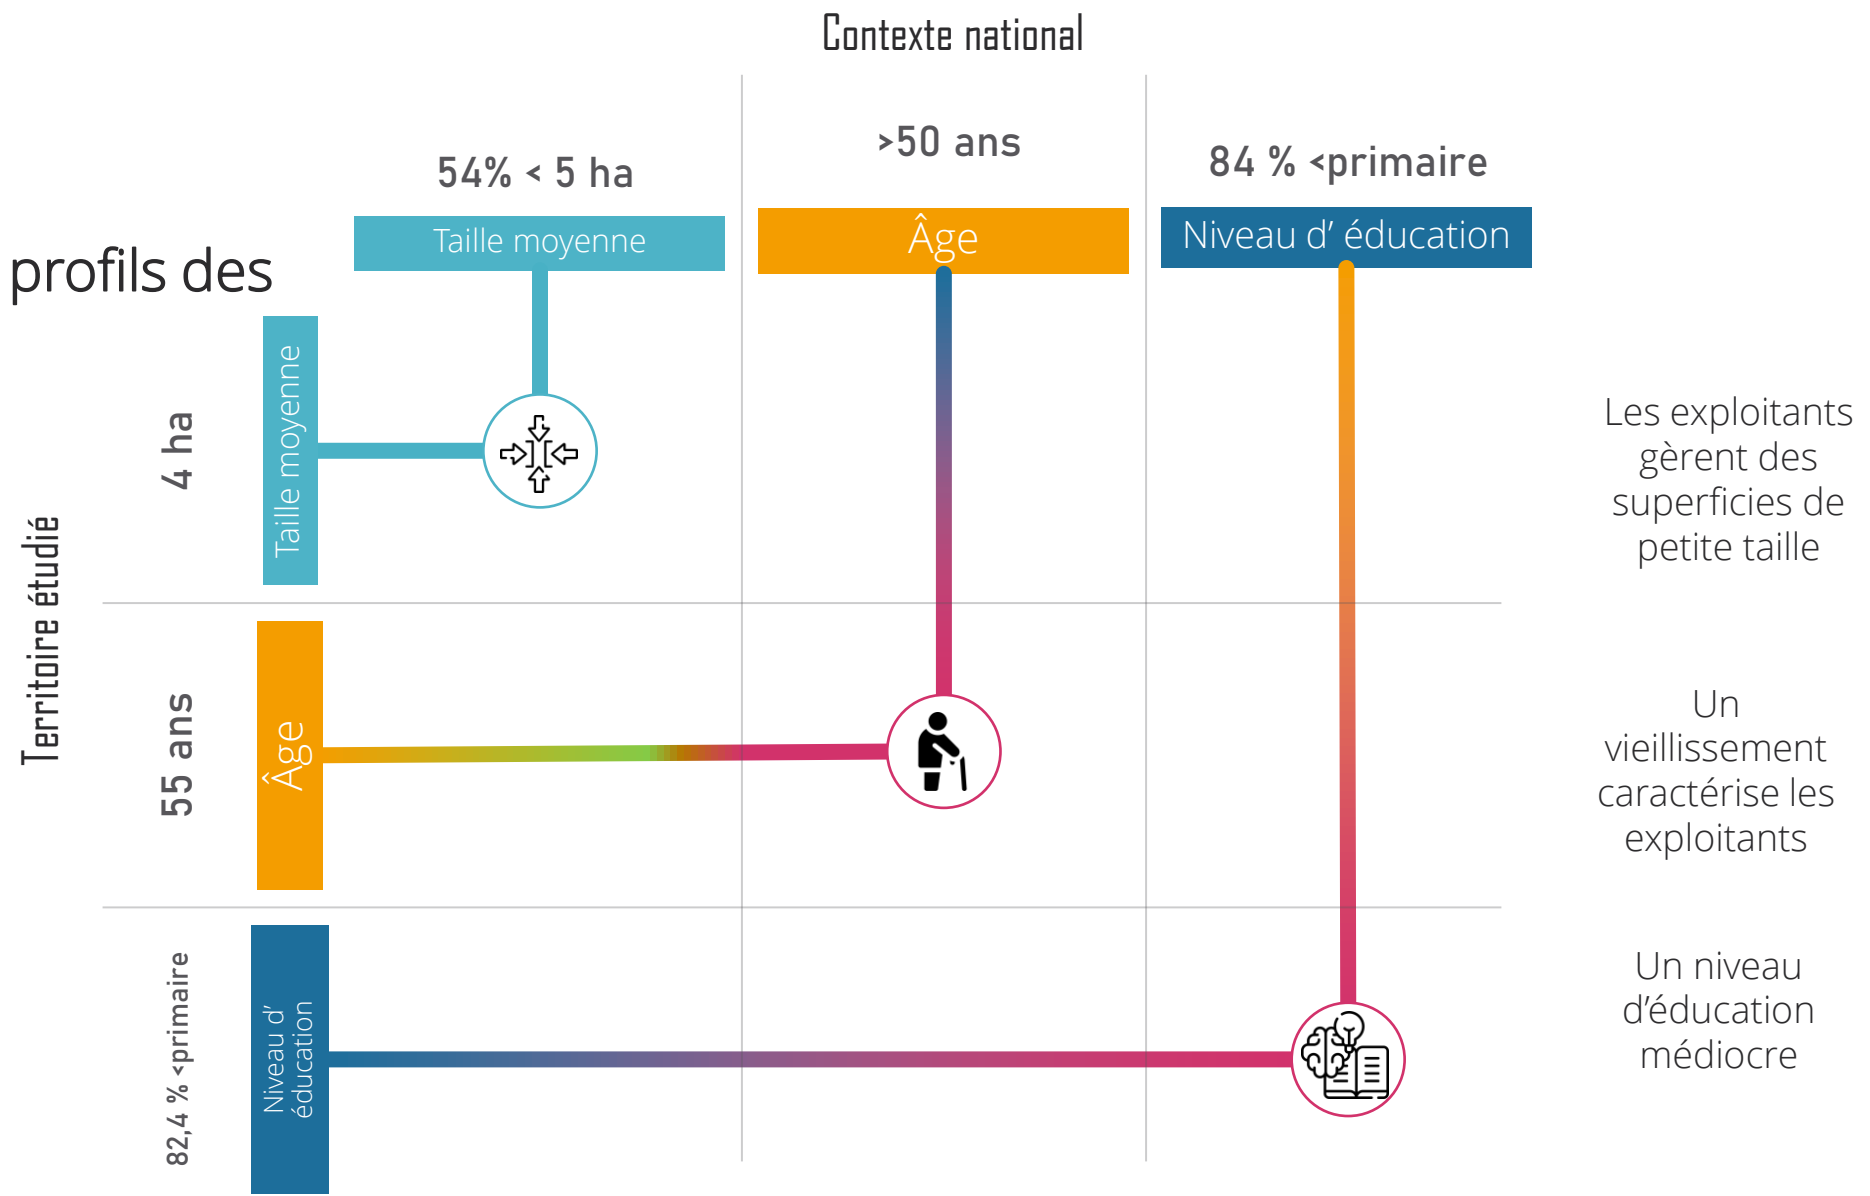 Contexte national
54% < 5 ha
>50 ans
84 % <primaire
Taille moyenne
Âge
Niveau d' éducation
profils des
Territoire étudié
4 ha
Taille moyenne
Les exploitants
gèrent des
superficies de
petite taille
55 ans
Âge
Un
vieillissement
caractérise les
exploitants
82,4 % <primaire
Niveau d'
éducation
Un niveau
d’éducation
médiocre